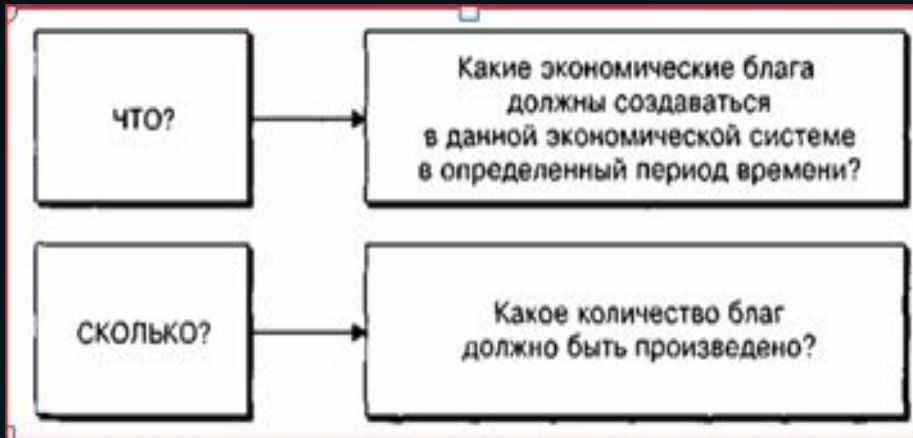 ЧТО?
Какие экономические блага
должны создаваться
в данной экономической системе
в определенный период времени?
СКОЛЬКО?
Какое количество благ
должно быть произведено?